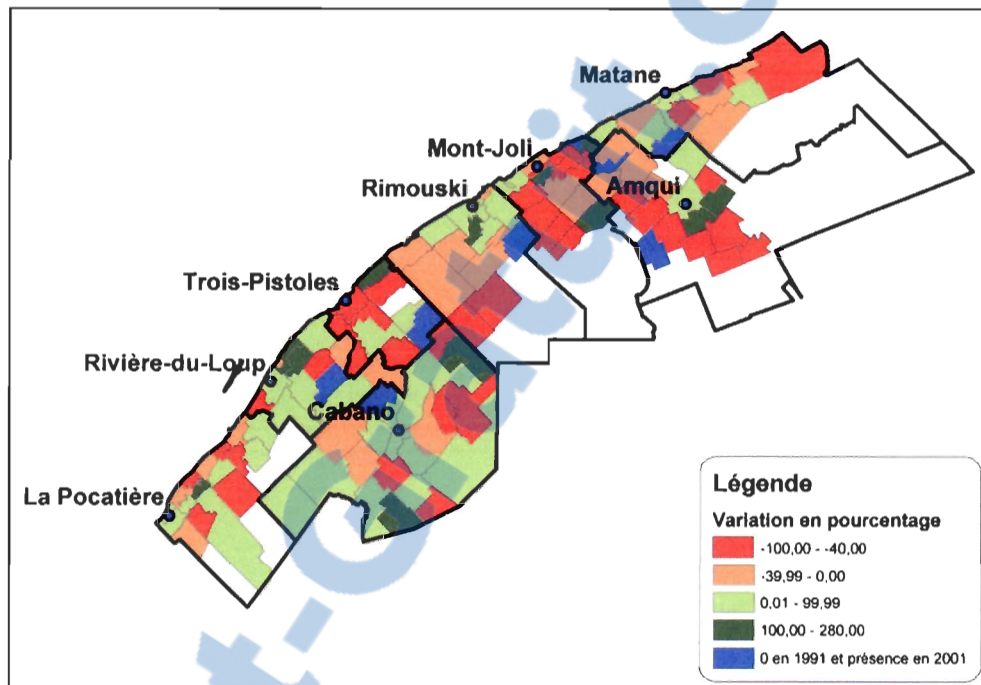 Matane
Mont-Joli
Rimouski
Amqui
Trois-Pistoles
Rivière-du-Loup
Cabano
La Pocatière
Légende
Variation en pourcentage
-100,00 - -40,00
-39,99 - 0,00
0,01 - 99,99
100,00 - 280,00
0 en 1991 et présence en 2001